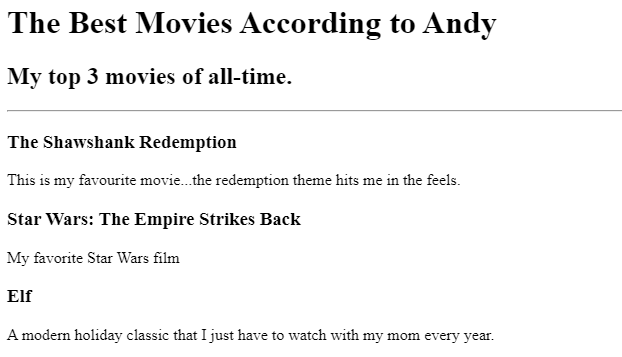 The Best Movies According to Andy
My top 3 movies of all-time.
The Shawshank Redemption
This is my favourite movie...the redemption theme hits me in the feels.
Star Wars: The Empire Strikes Back
My favorite Star Wars film
Elf
A modern holiday classic that I just have to watch with my mom every year.